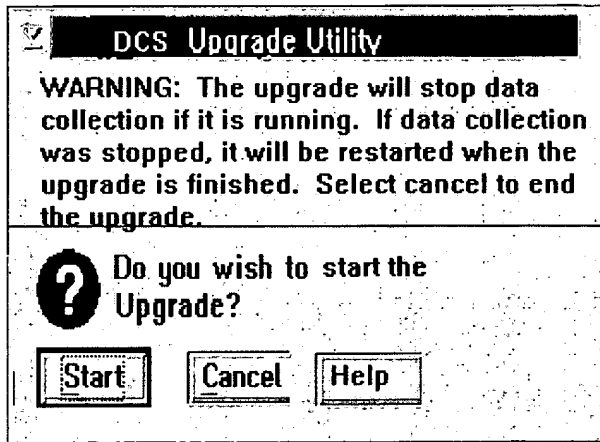 DCS Upgrade Utility
WARNING: The upgrade will stop data
collection if it is running. If data collection
was stopped, it will be restarted when the
upgrade is finished. Select cancel to end
the upgrade.
Do you wish to start the
Upgrade?
Start Cancel Help